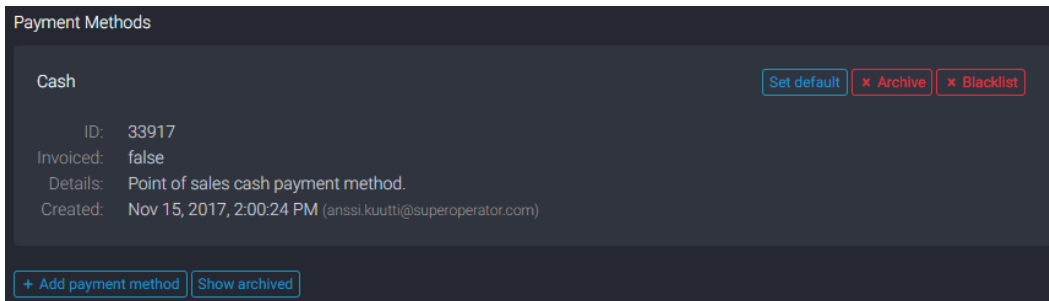 Payment Methods
Cash
Set default
× Archive
× Blacklist
ID: 33917
Invoiced: false
Details: Point of sales cash payment method.
Created: Nov 15, 2017, 2:00:24 PM (anssi.kuutti@superoperator.com)
+ Add payment method
Show archived